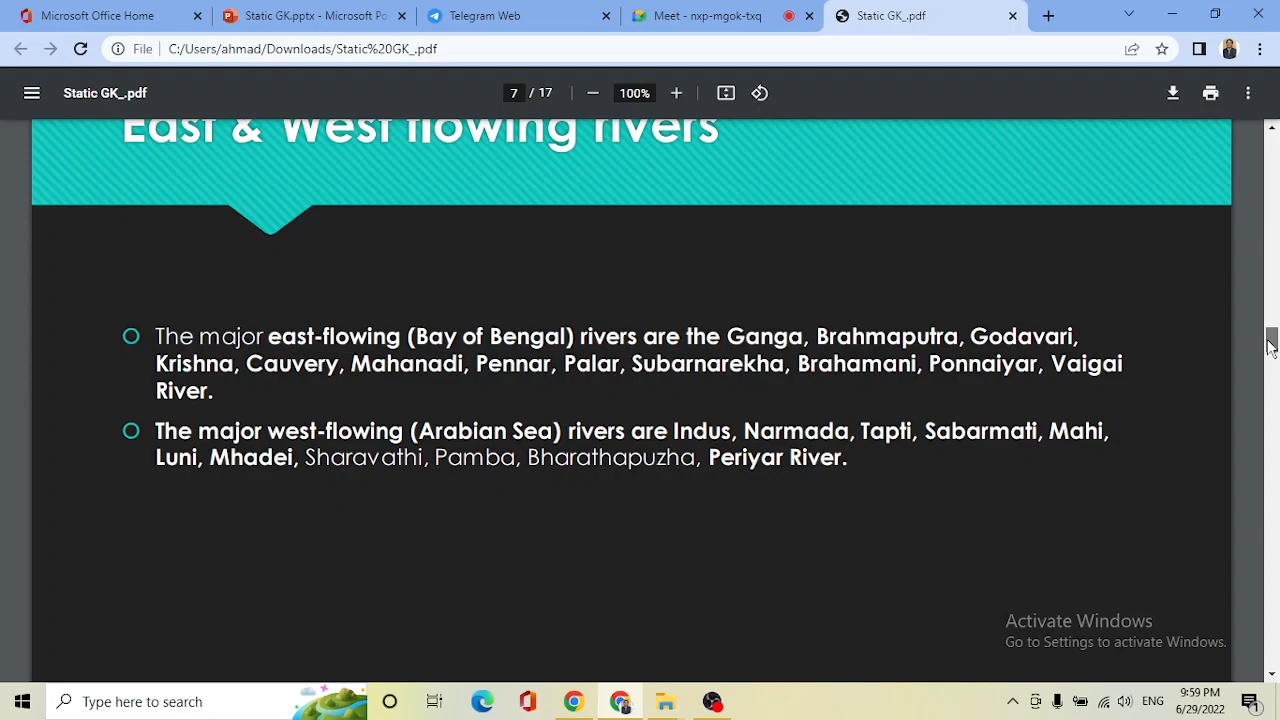 Microsoft Office Home
Static GK.pptx - Microsoft Po
Telegram Web
Meet - nxp-mgok-txq
Static GK_.pdf
File
C:/Users/ahmad/Downloads/Static%20GK_.pdf
Static GK_.pdf
7 / 17
100%
East & West flowing rivers
The major east-flowing (Bay of Bengal) rivers are the Ganga, Brahmaputra, Godavari,
Krishna, Cauvery, Mahanadi, Pennar, Palar, Subarnarekha, Brahamani, Ponnaiyar, Vaigai
River.
The major west-flowing (Arabian Sea) rivers are Indus, Narmada, Tapti, Sabarmati, Mahi,
Luni, Mhadei, Sharavathi, Pamba, Bharathapuzha, Periyar River.
Activate Windows
Go to Settings to activate Windows.
Type here to search
ENG
9:59 PM
6/29/2022
1